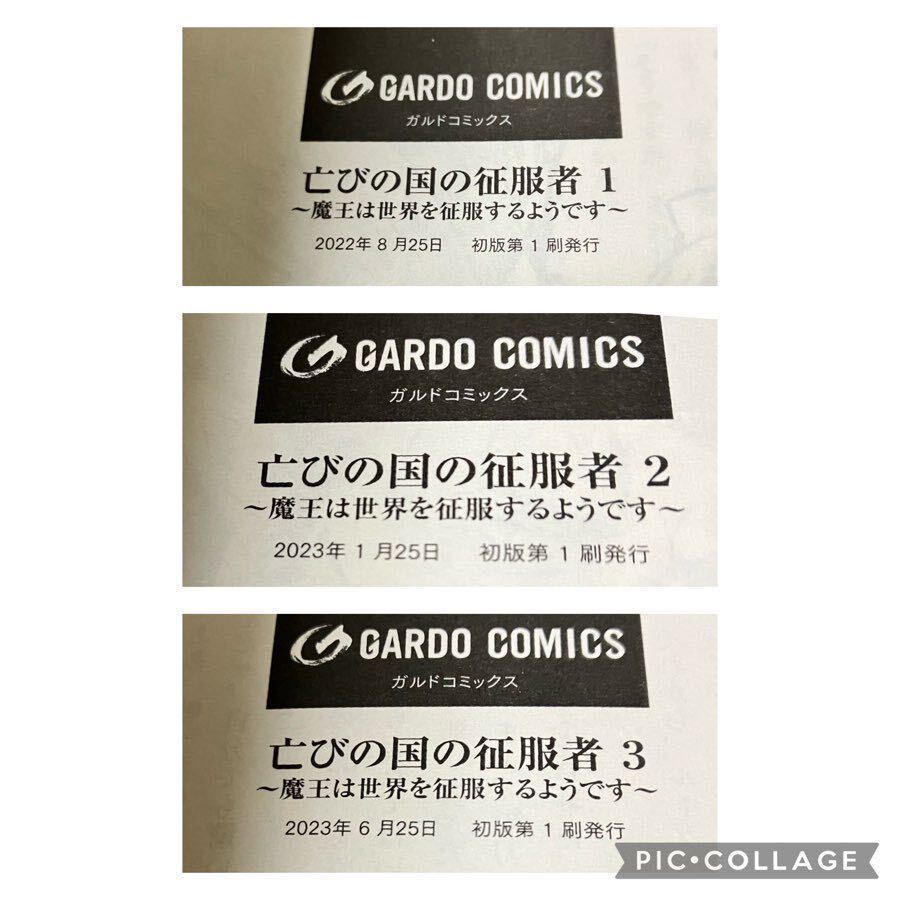 GARDO COMICS
ガルドコミックス
亡びの国の征服者 1
～魔王は世界を征服するようです～
2022年 8 月25日 初版第 1 刷発行
GARDO COMICS
ガルドコミックス
亡びの国の征服者 2
～魔王は世界を征服するようです～
2023年 1 月25日 初版第 1 刷発行
GARDO COMICS
ガルドコミックス
亡びの国の征服者 3
～魔王は世界を征服するようです～
2023年 6 月25日 初版第 1 刷発行
PIC•COLLAGE